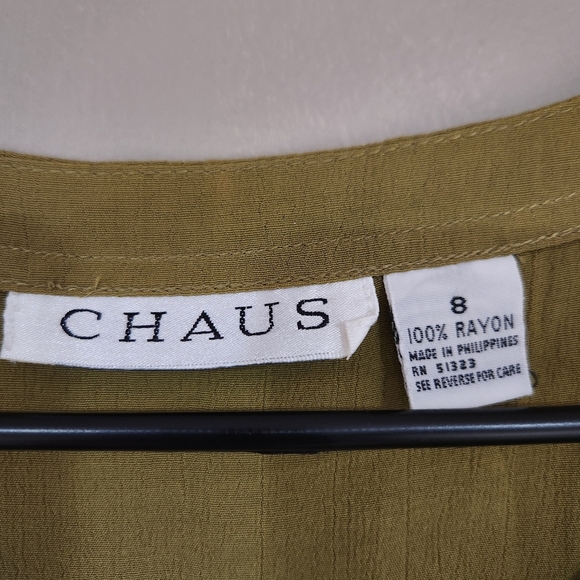 CHAUS
8
100% RAYON
MADE IN PHILIPPINES
RN 51323
SEE REVERSE FOR CARE